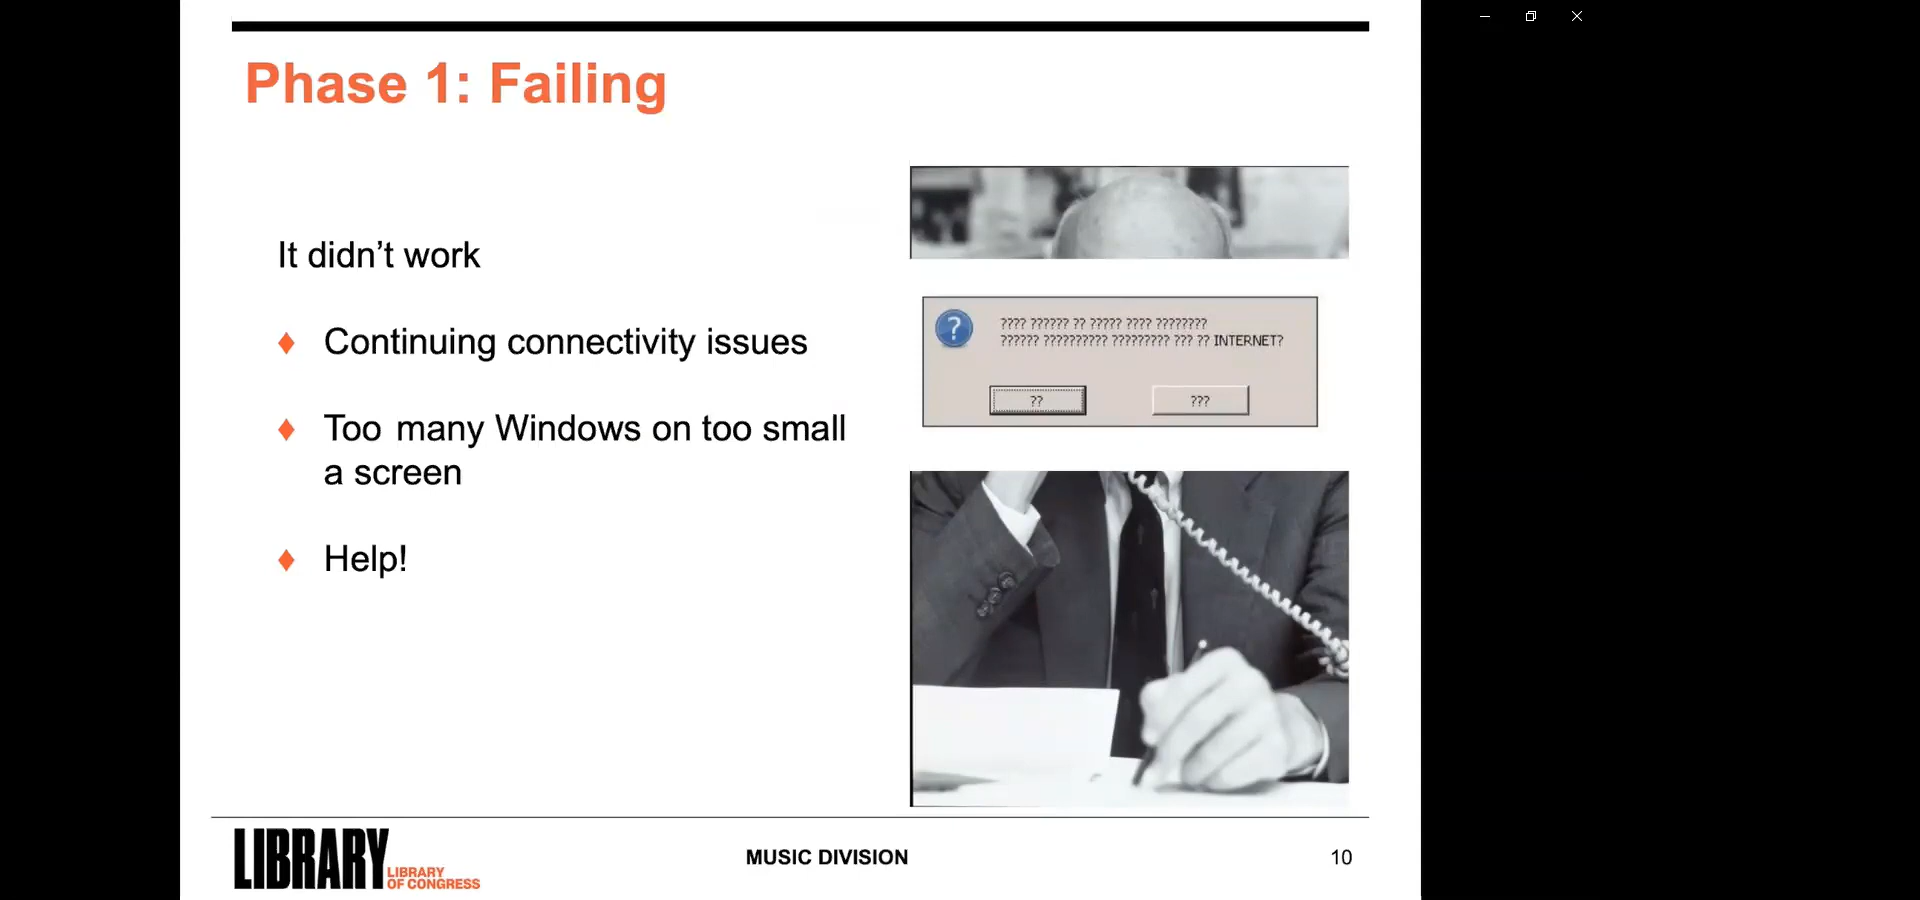 Phase 1: Failing
It didn’t work
♦ Continuing connectivity issues
♦ Too many Windows on too small
a screen
♦ Help!
???? ?????? ?? ????? ???? ????????
?????? ?????????? ????????? ??? ?? INTERNET?
??
???
LIBRARY
LIBRARY
OF CONGRESS
MUSIC DIVISION
10